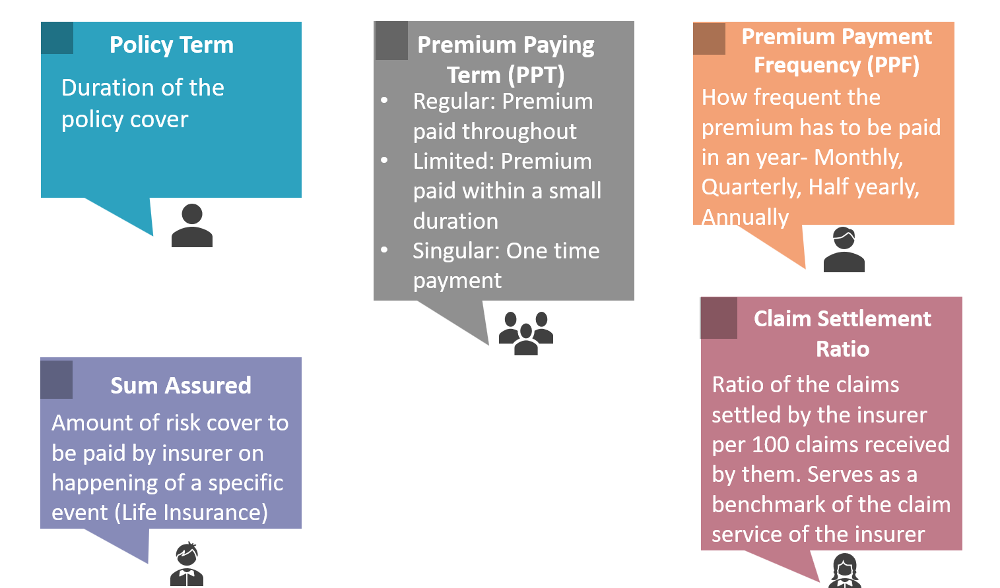 Policy Term
Duration of the
policy cover
Premium Paying
Term (PPT)
• Regular: Premium
paid throughout
• Limited: Premium
paid within a small
duration
• Singular: One time
payment
Premium Payment
Frequency (PPF)
How frequent the
premium has to be paid
in an year- Monthly,
Quarterly, Half yearly,
Annually
Sum Assured
Amount of risk cover to
be paid by insurer on
happening of a specific
event (Life Insurance)
Claim Settlement
Ratio
Ratio of the claims
settled by the insurer
per 100 claims received
by them. Serves as a
benchmark of the claim
service of the insurer